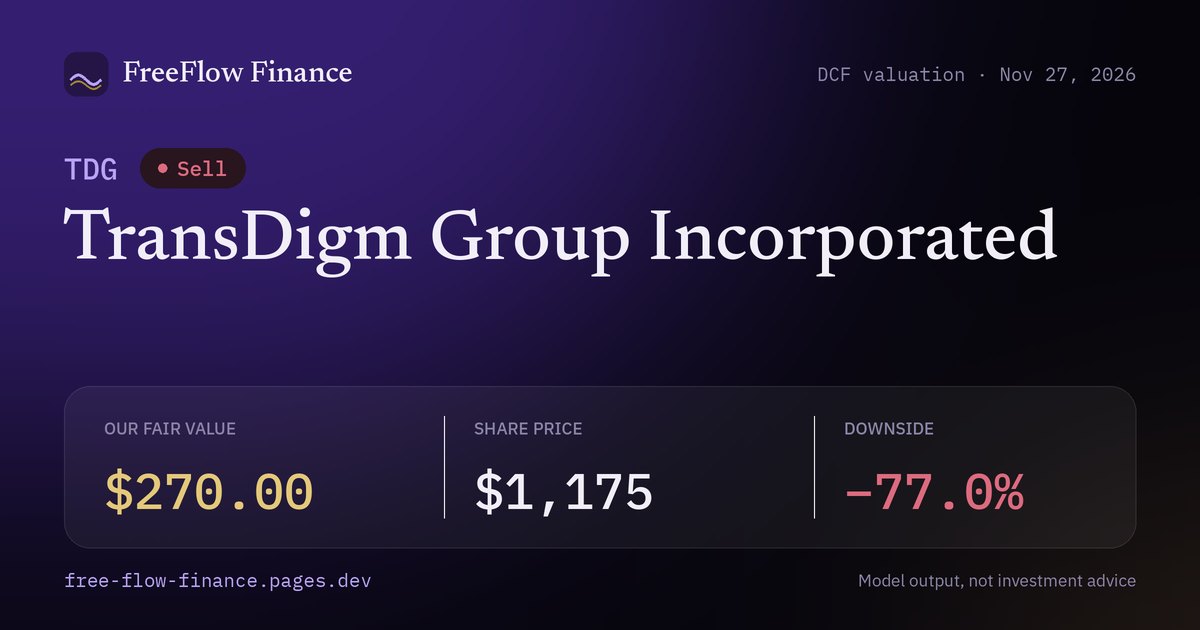 FreeFlow Finance
DCF valuation · Nov 27, 2026
TDG
Sell
TransDigm Group Incorporated
OUR FAIR VALUE
$270.00
SHARE PRICE
$1,175
DOWNSIDE
−77.0%
free-flow-finance.pages.dev
Model output, not investment advice